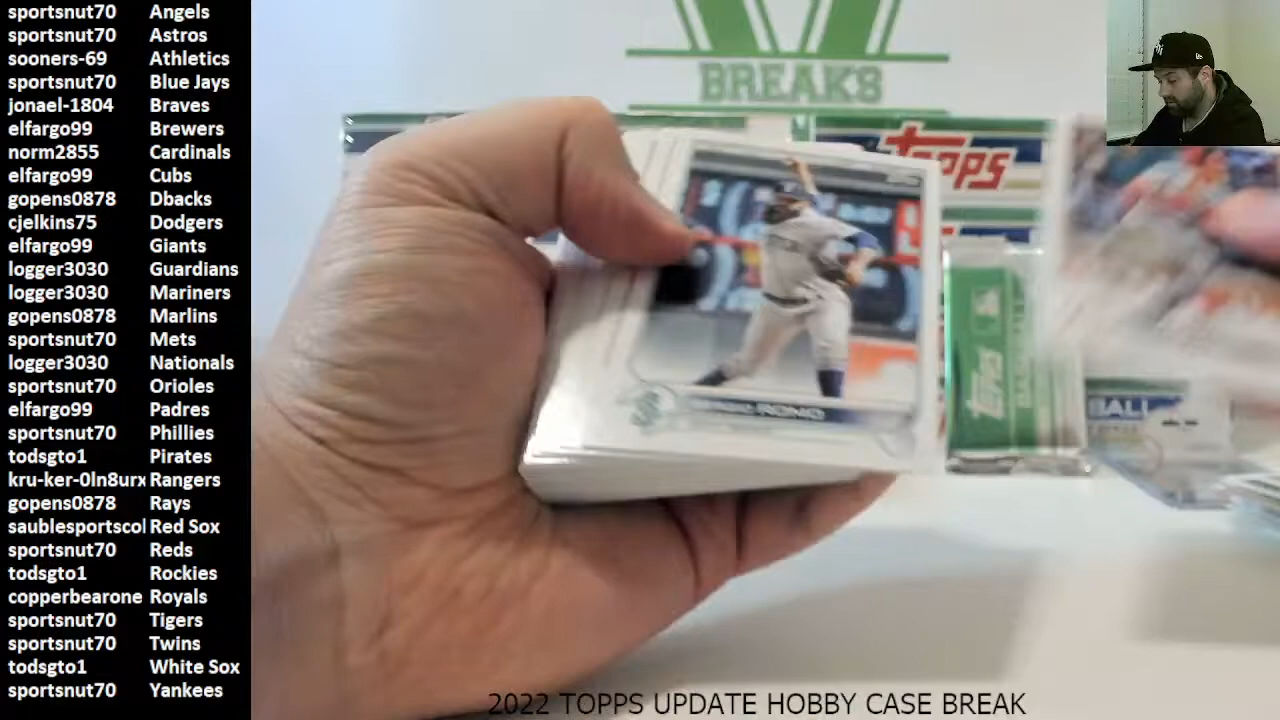 sportsnut70 Angels
sportsnut70 Astros
sooners-69 Athletics
sportsnut70 Blue Jays
jonael-1804 Braves
elfargo99 Brewers
norm2855 Cardinals
elfargo99 Cubs
gopens0878 Dbacks
cjelkins75 Dodgers
elfargo99 Giants
logger3030 Guardians
logger3030 Mariners
gopens0878 Marlins
sportsnut70 Mets
logger3030 Nationals
sportsnut70 Orioles
elfargo99 Padres
sportsnut70 Phillies
todsgto1 Pirates
kru-ker-0ln8urx Rangers
gopens0878 Rays
saublesportscol Red Sox
sportsnut70 Reds
todsgto1 Rockies
copperbearone Royals
sportsnut70 Tigers
sportsnut70 Twins
todsgto1 White Sox
sportsnut70 Yankees
BREAKS
TOPPS
TOPPS
BALL
ROMO
2022 TOPPS UPDATE HOBBY CASE BREAK